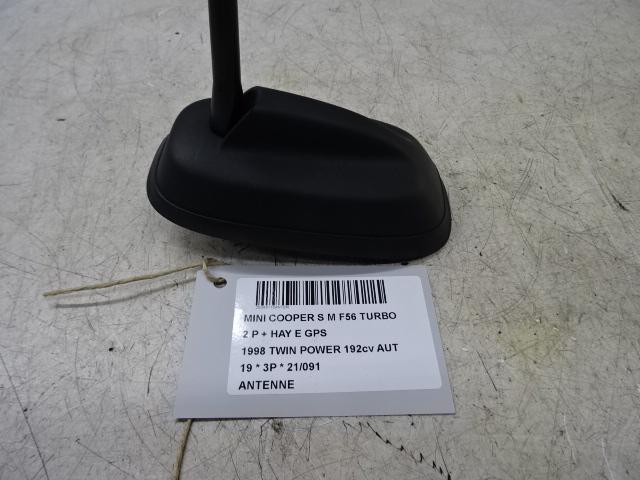 MINI COOPER S M F56 TURBO
2 P + HAY E GPS
1998 TWIN POWER 192cv AUT
19 * 3P * 21/091
ANTENNE